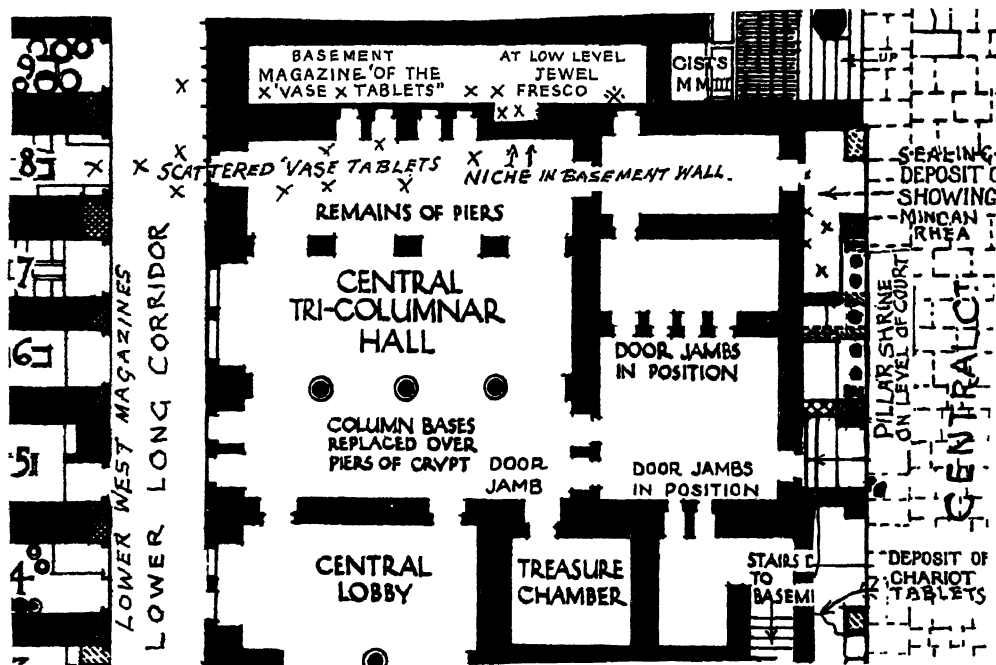 BASEMENT
MAGAZINE OF THE
"VASE TABLETS"
AT LOW LEVEL
JEWEL
FRESCO
CISTS
M M
UP
8
SCATTERED VASE TABLETS
NICHE IN BASEMENT WALL.
SEALING
DEPOSIT O
SHOWING
MINOAN
RHEA
REMAINS OF PIERS
7
CENTRAL
TRI-COLUMNAR
HALL
6
DOOR JAMBS
IN POSITION
COLUMN BASES
REPLACED OVER
PIERS OF CRYPT
DOOR
JAMB
DOOR JAMBS
IN POSITION
5
LOWER WEST MAGAZINES
LOWER LONG CORRIDOR
PILLAR SHRINE
ON LEVEL OF COURT
CENTRAL CT
4
CENTRAL
LOBBY
TREASURE
CHAMBER
STAIRS
TO
BASEME
DEPOSIT OF
CHARIOT
TABLETS